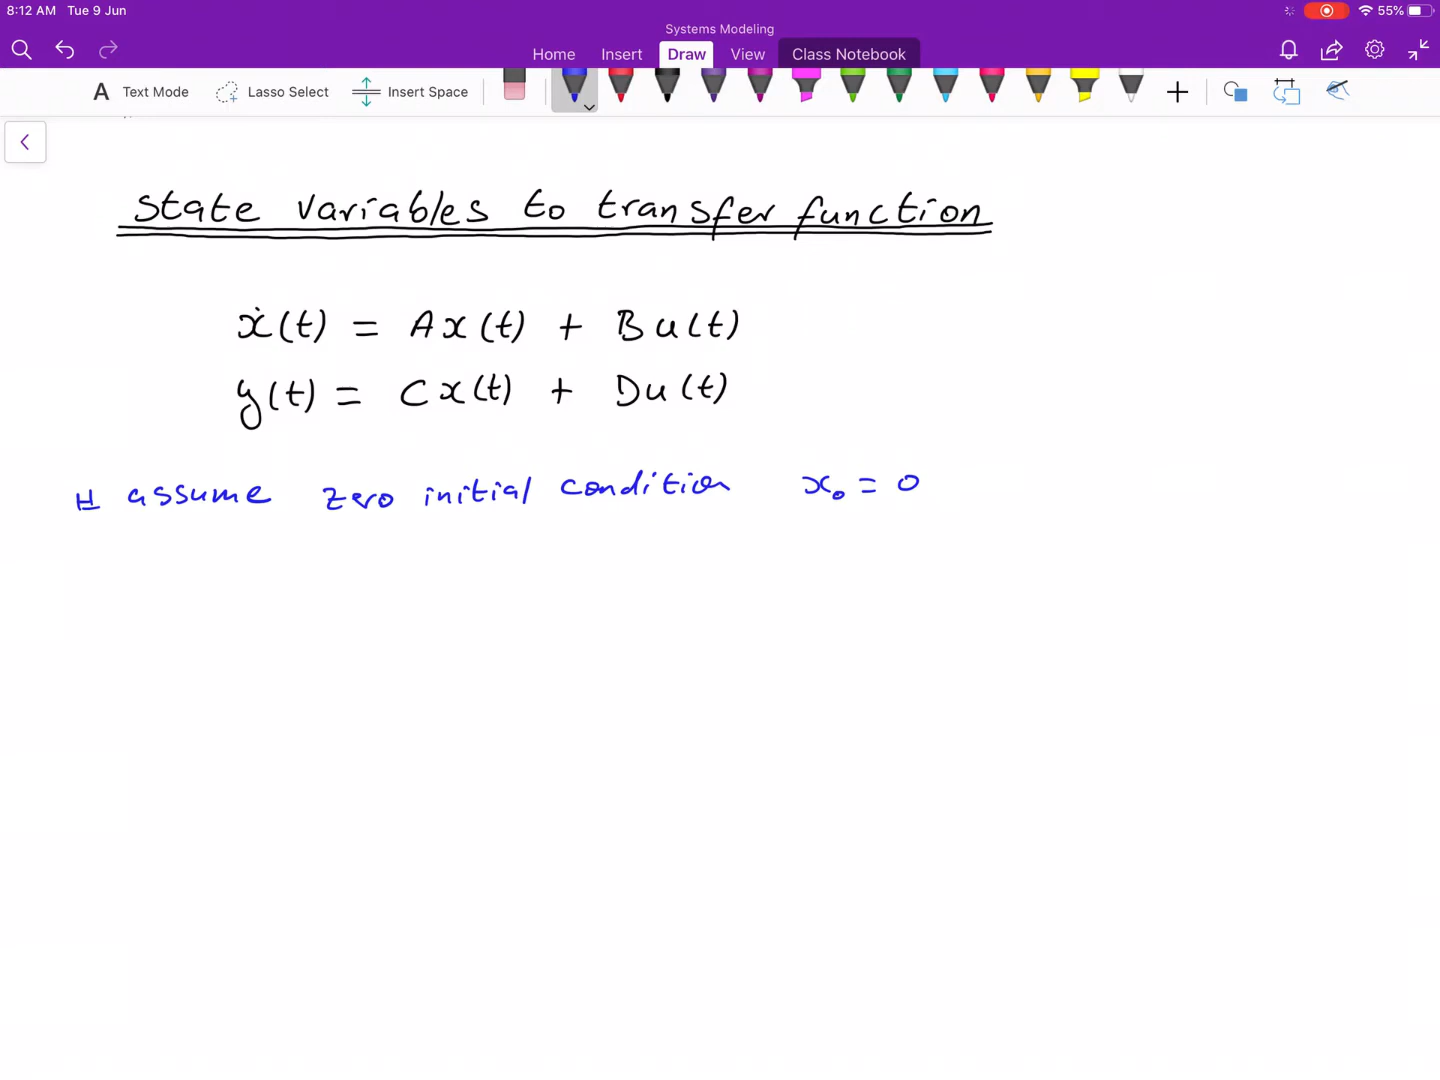 8:12 AM Tue 9 Jun 55%
Systems Modeling
Home Insert Draw View Class Notebook
A Text Mode Lasso Select Insert Space
state variables to transfer function
ẋ(t) = Ax(t) + Bu(t)
y(t) = Cx(t) + Du(t)
assume zero initial condition x₀ = 0